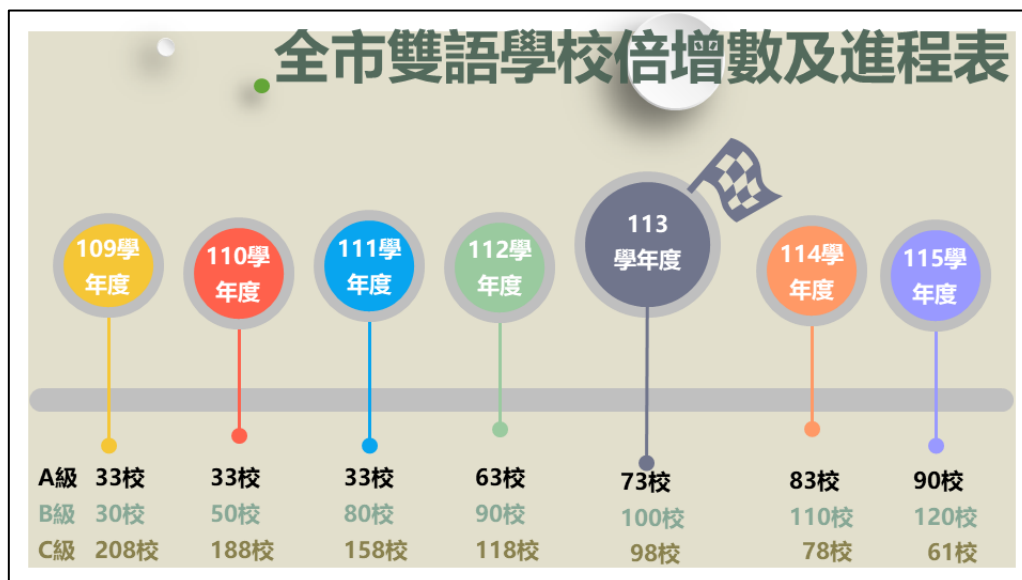 全市雙語學校倍增數及進程表
109學
年度
110學
年度
111學
年度
112學
年度
113
學年度
114學
年度
115學
年度
A級 33校 33校 33校 63校 73校 83校 90校
B級 30校 50校 80校 90校 100校 110校 120校
C級 208校 188校 158校 118校 98校 78校 61校